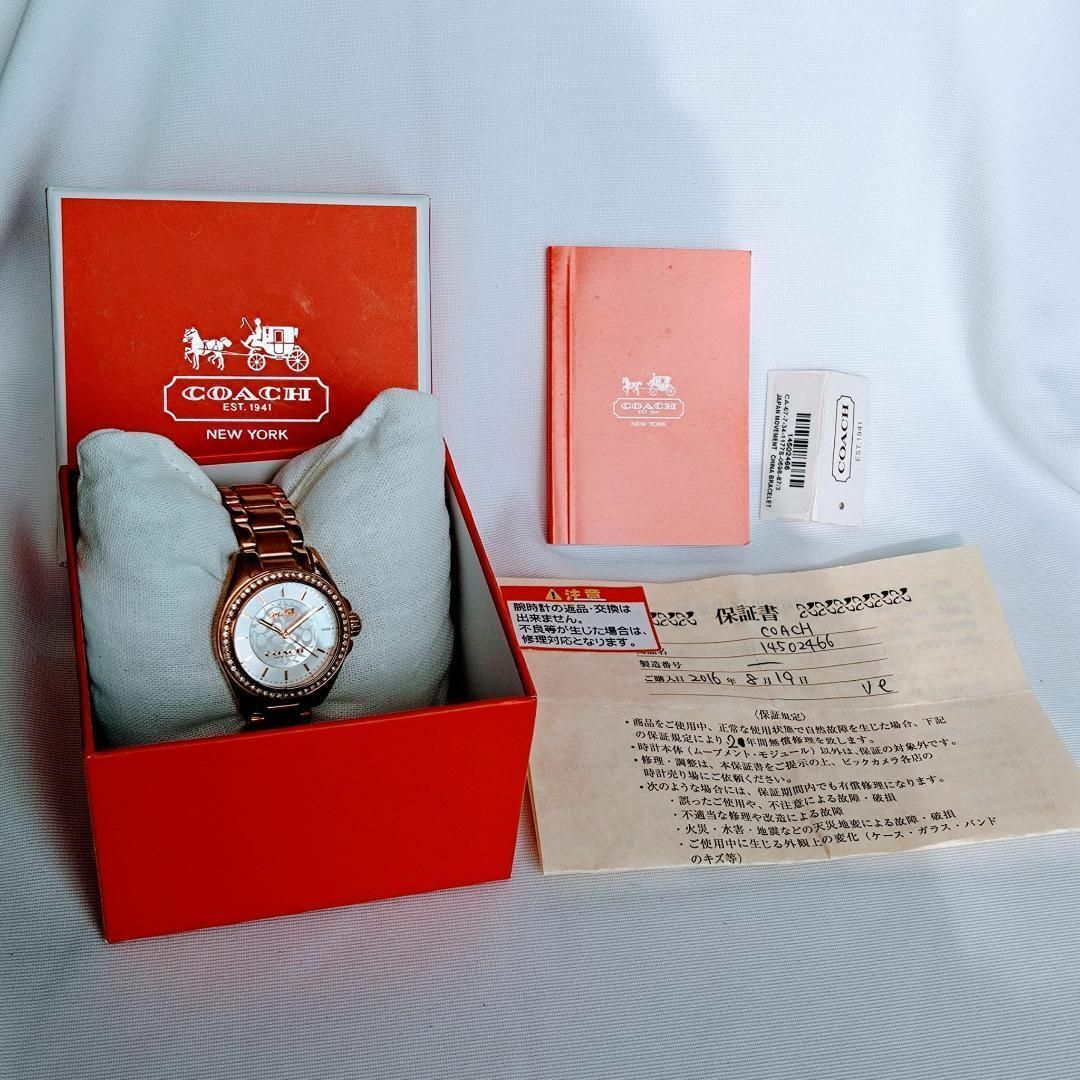 COACH
EST. 1941
NEW YORK
COACH
COACH
EST. 1941
NEW YORK
COACH
EST. 1941
14502466
JAPAN MOVEMENT CHINA BRACELET
注意
腕時計の返品・交換は
出来ません。
不良等が生じた場合は、
修理対応となります。
保証書
COACH
14502466
製造番号 ―
ご購入日 2016 年 8 月 19 日
〈保証規定〉
・商品をご使用中、正常な使用状態で自然故障を生じた場合、下記
の保証規定により2年間無償修理を致します。
・時計本体（ムーブメント・モジュール）以外は、保証の対象外です。
・修理・調整は、本保証書をご提示の上、ビックカメラ各店の
時計売り場にご依頼ください。
・次のような場合には、保証期間内でも有償修理になります。
・誤ったご使用や、不注意による故障・破損
・不適当な修理や改造による故障
・火災・水害・地震などの天災地変による故障・破損
・ご使用中に生じる外観上の変化（ケース・ガラス・バンド
のキズ等）